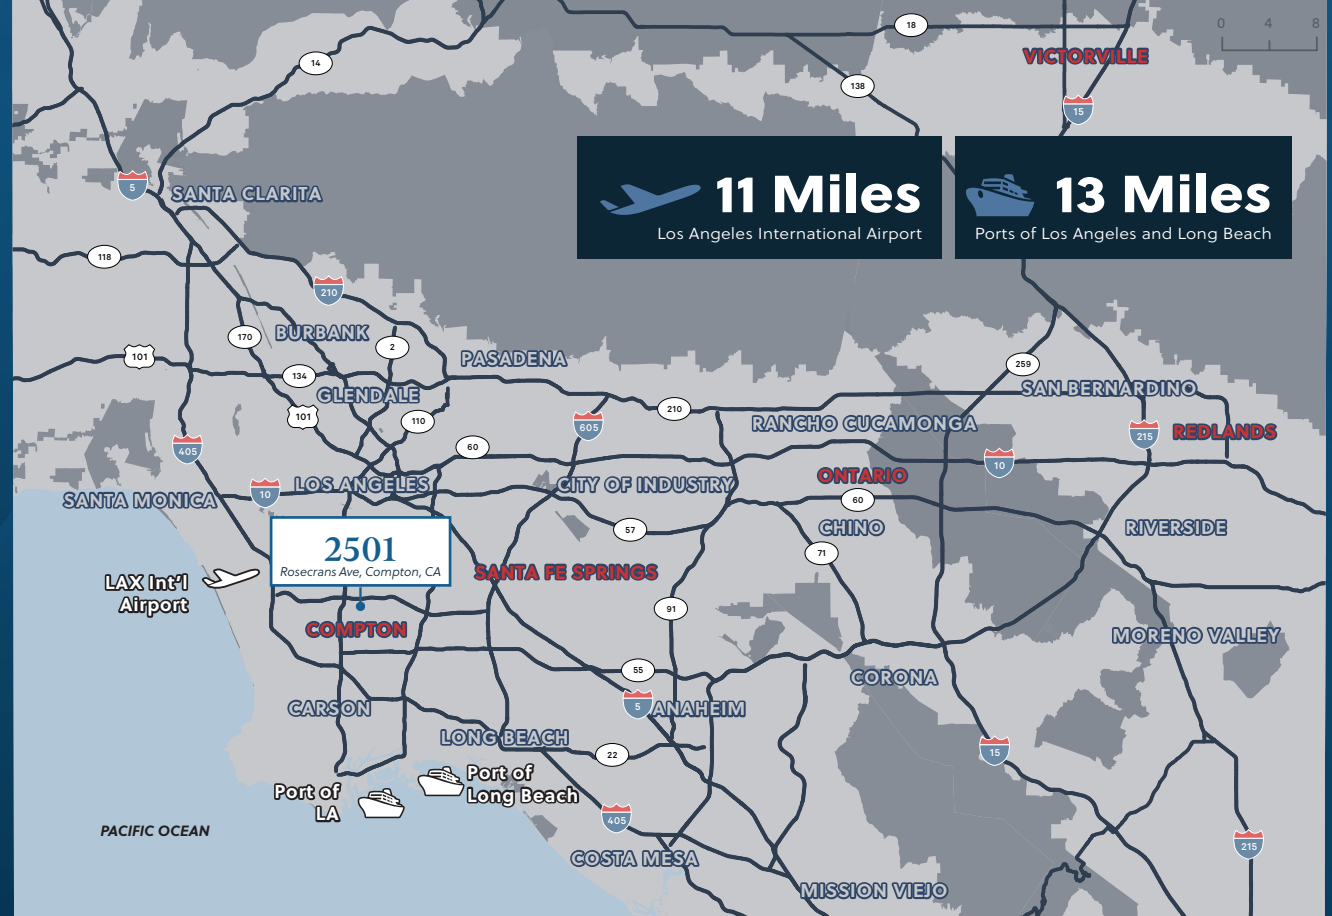 18
0 4 8
VICTORVILLE
14
138
15
11 Miles
Los Angeles International Airport
13 Miles
Ports of Los Angeles and Long Beach
5
SANTA CLARITA
118
210
BURBANK
170
2
101
PASADENA
259
134
SAN BERNARDINO
GLENDALE
101
110
210
605
RANCHO CUCAMONGA
215
REDLANDS
405
60
10
ONTARIO
SANTA MONICA
10
LOS ANGELES
CITY OF INDUSTRY
60
57
CHINO
RIVERSIDE
2501
Rosecrans Ave, Compton, CA
71
LAX Int'l
Airport
SANTA FE SPRINGS
91
COMPTON
MORENO VALLEY
55
CORONA
CARSON
5
ANAHEIM
LONG BEACH
22
15
Port of
LA
Port of
Long Beach
405
PACIFIC OCEAN
215
COSTA MESA
MISSION VIEJO